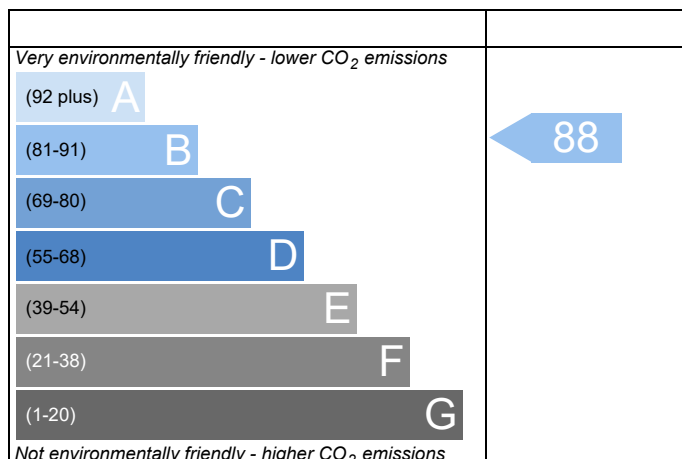 Very environmentally friendly - lower CO₂ emissions
(92 plus) A
(81-91) B
88
(69-80) C
(55-68) D
(39-54) E
(21-38) F
(1-20) G
Not environmentally friendly - higher CO₂ emissions